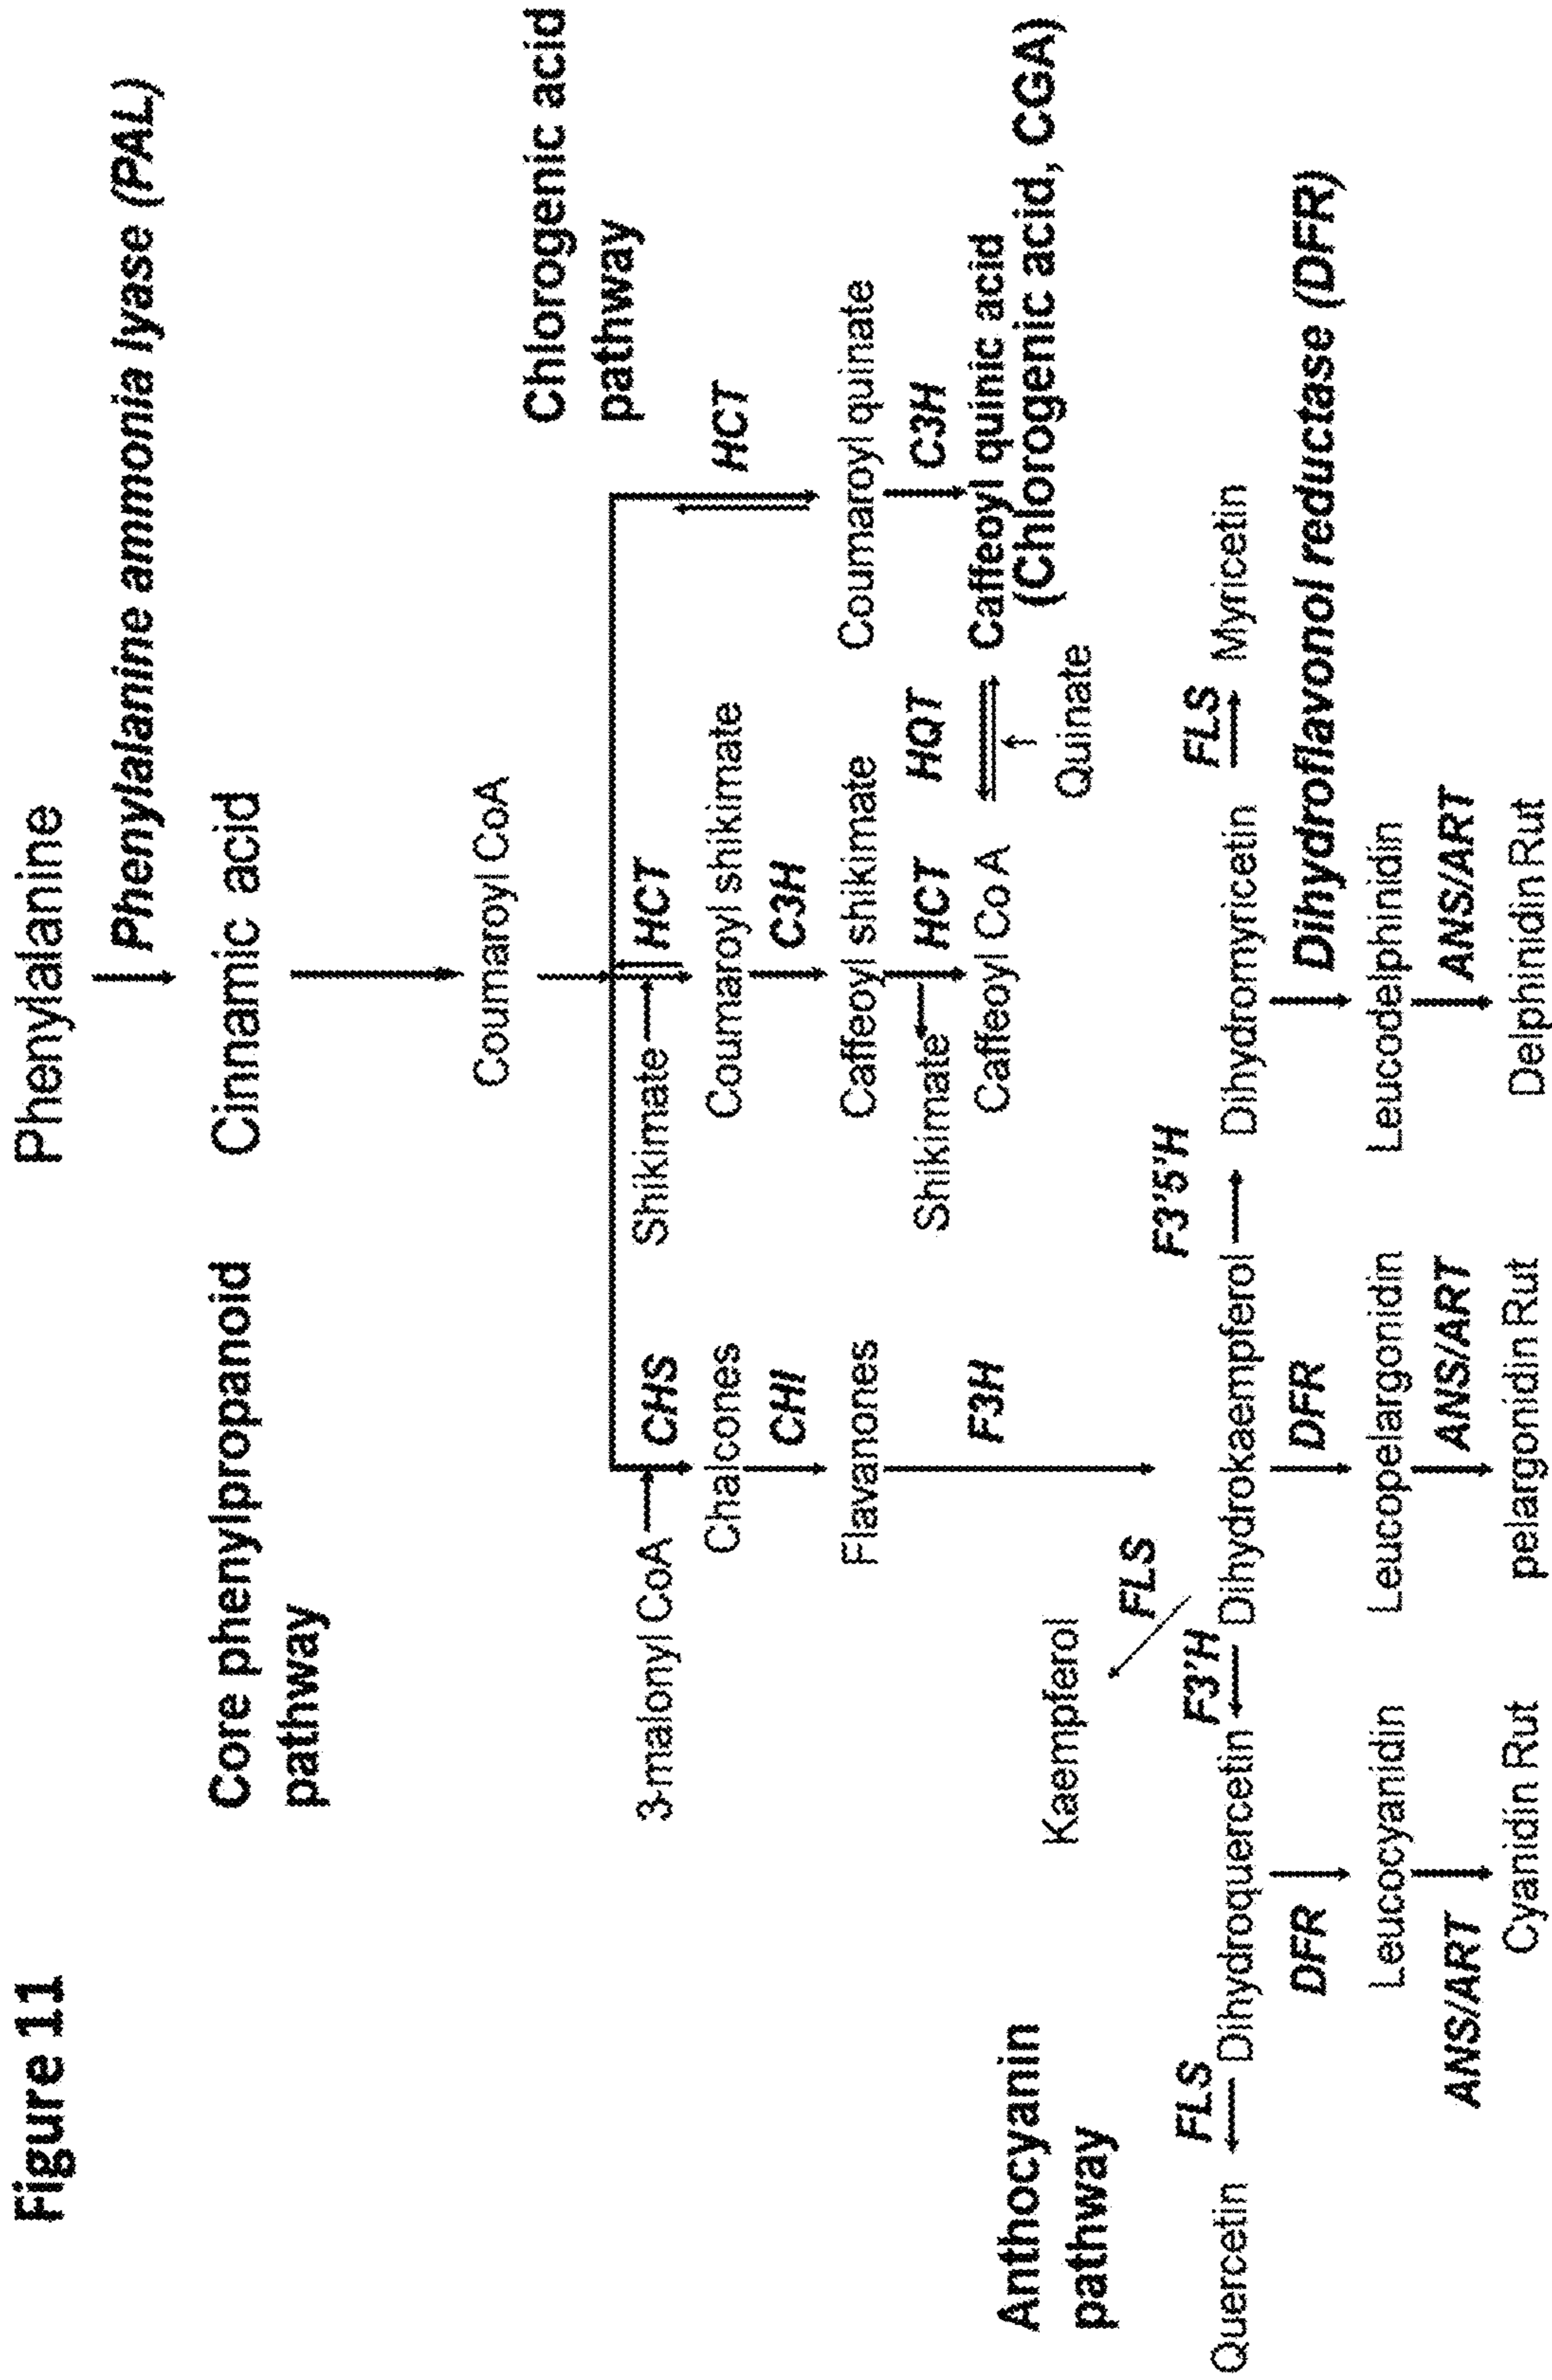 Figure 11
Phenylalanine
Phenylalanine ammonia lyase (PAL)
Core phenylpropanoid
pathway
Cinnamic acid
Coumaroyl CoA
Chlorogenic acid
pathway
3-malonyl CoA
CHS
Shikimate
HCT
HCT
Chalcones
Coumaroyl shikimate
CHI
C3H
Flavanones
Caffeoyl shikimate
Coumaroyl quinate
Shikimate
HCT
HQT
C3H
F3H
Caffeoyl Co A
Caffeoyl quinic acid
(Chlorogenic acid, CGA)
Quinate
Anthocyanin
pathway
Kaempferol
FLS
FLS
F3'H
F3'5'H
FLS
Quercetin
Dihydroquercetin
Dihydrokaempferol
Dihydromyricetin
Myricetin
DFR
DFR
Dihydroflavonol reductase (DFR)
Leucocyanidin
Leucopelargonidin
Leucodelphinidin
ANS/ART
ANS/ART
ANS/ART
Cyanidin Rut
pelargonidin Rut
Delphinidin Rut